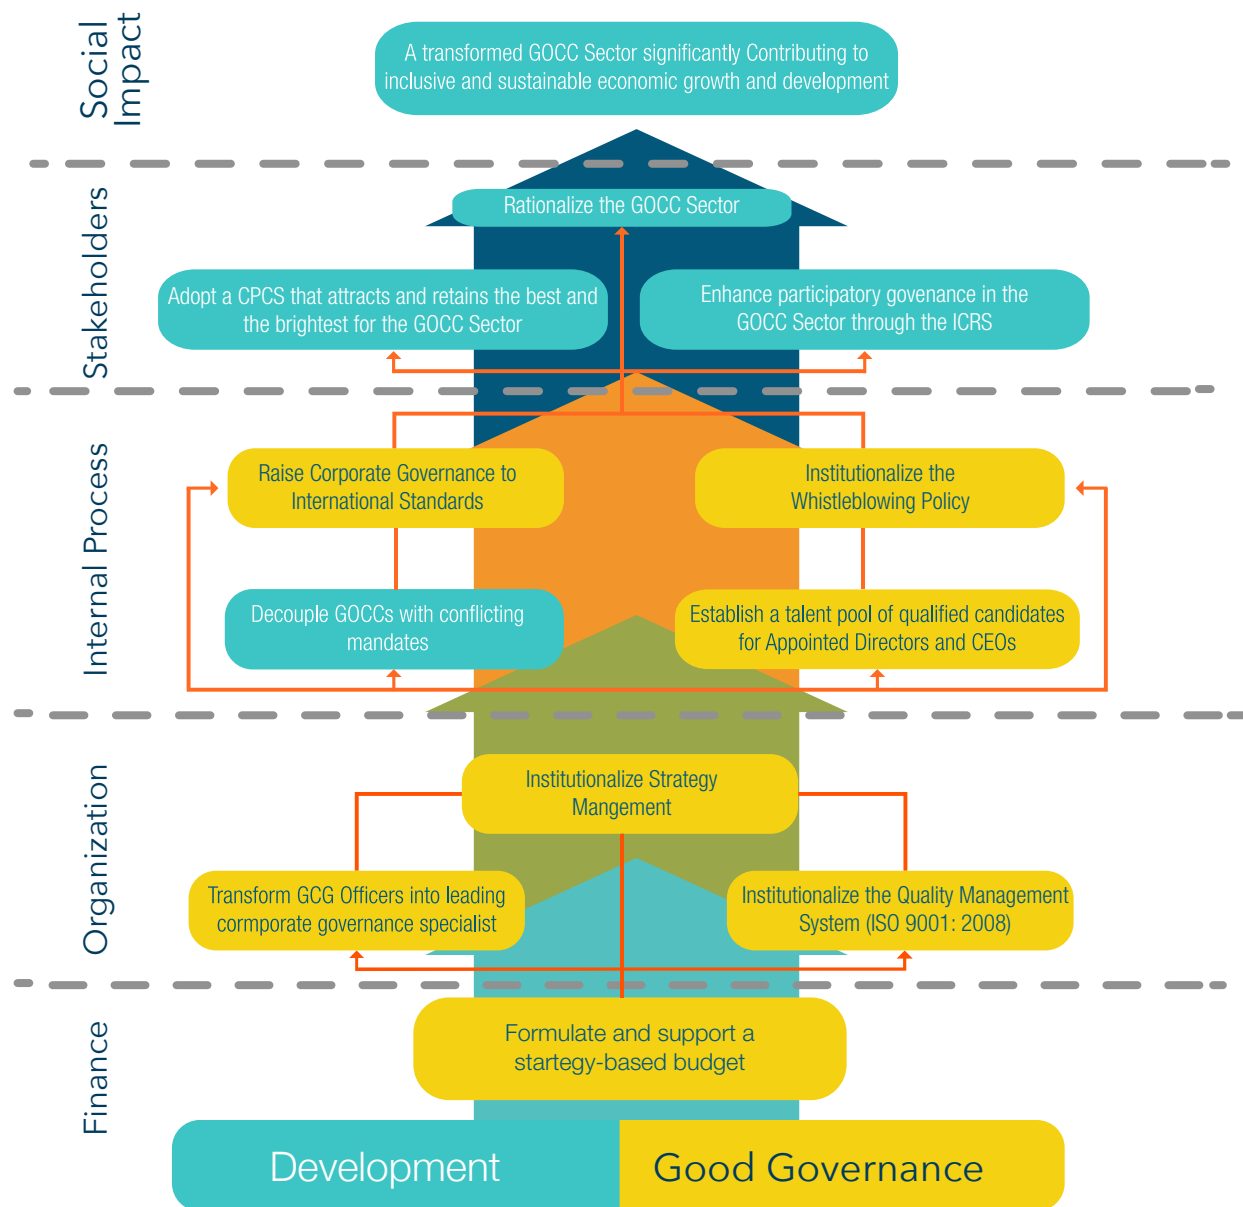 Social
Impact
A transformed GOCC Sector significantly Contributing to
inclusive and sustainable economic growth and development
Stakeholders
Rationalize the GOCC Sector
Adopt a CPCS that attracts and retains the best and
the brightest for the GOCC Sector
Enhance participatory govenance in the
GOCC Sector through the ICRS
Internal Process
Raise Corporate Governance to
International Standards
Institutionalize the
Whistleblowing Policy
Decouple GOCCs with conflicting
mandates
Establish a talent pool of qualified candidates
for Appointed Directors and CEOs
Organization
Institutionalize Strategy
Mangement
Transform GCG Officers into leading
cormporate governance specialist
Institutionalize the Quality Management
System (ISO 9001: 2008)
Finance
Formulate and support a
startegy-based budget
Development
Good Governance